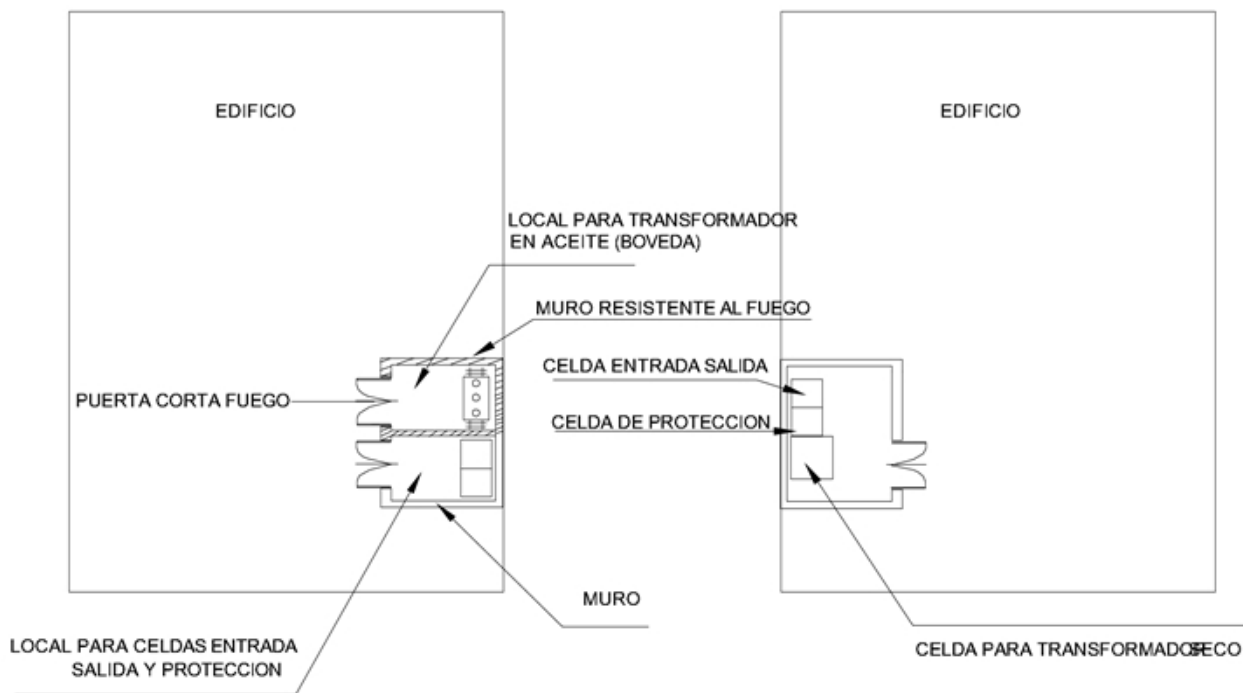 EDIFICIO
EDIFICIO
LOCAL PARA TRANSFORMADOR
EN ACEITE (BOVEDA)
MURO RESISTENTE AL FUEGO
CELDA ENTRADA SALIDA
PUERTA CORTA FUEGO
CELDA DE PROTECCION
MURO
LOCAL PARA CELDAS ENTRADA
SALIDA Y PROTECCION
CELDA PARA TRANSFORMADOR SECO